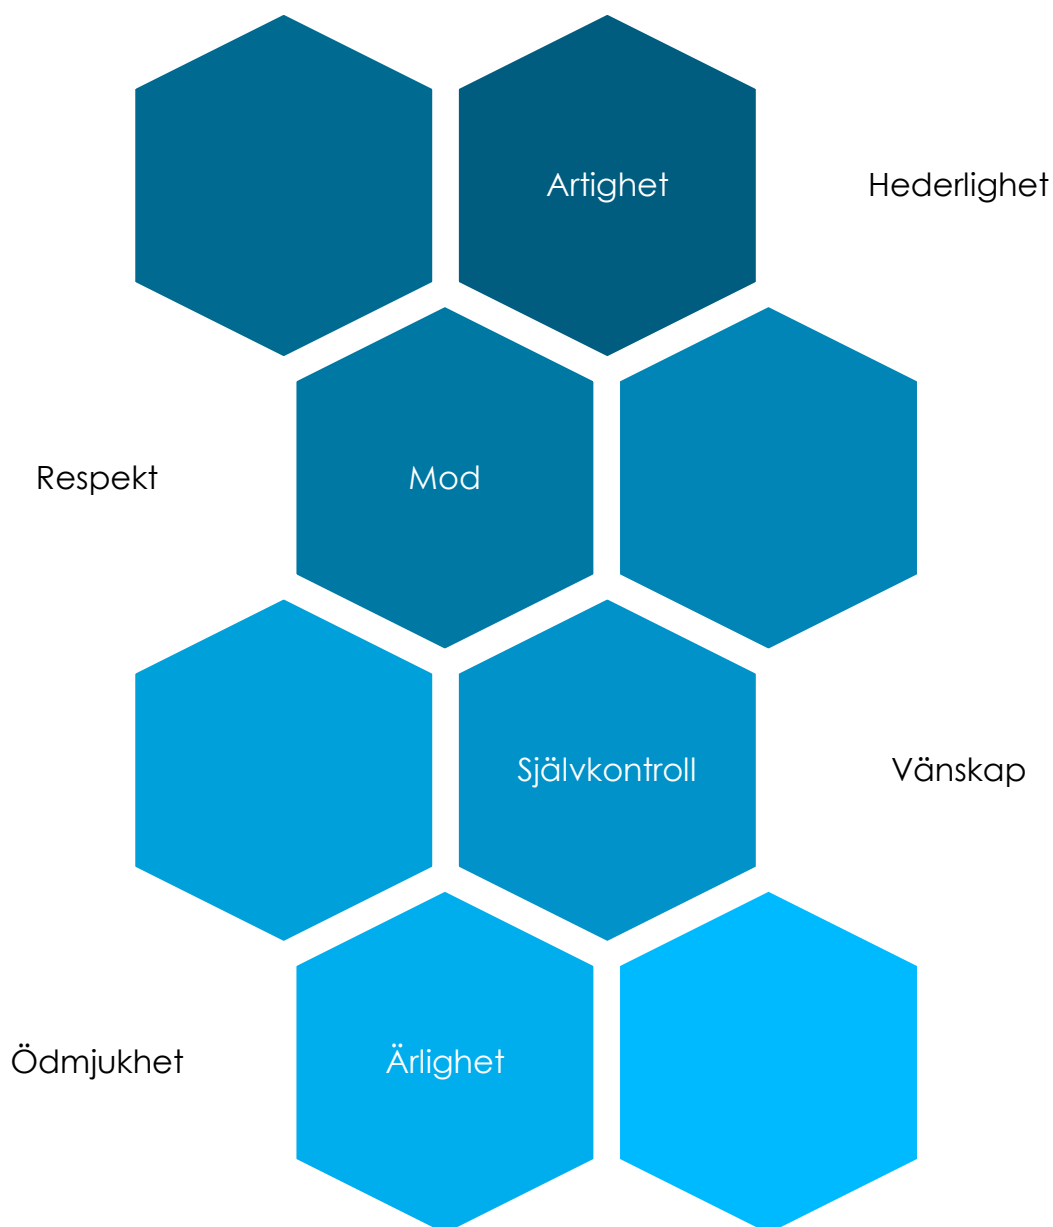 Artighet
Hederlighet
Respekt
Mod
Självkontroll
Vänskap
Ödmjukhet
Ärlighet